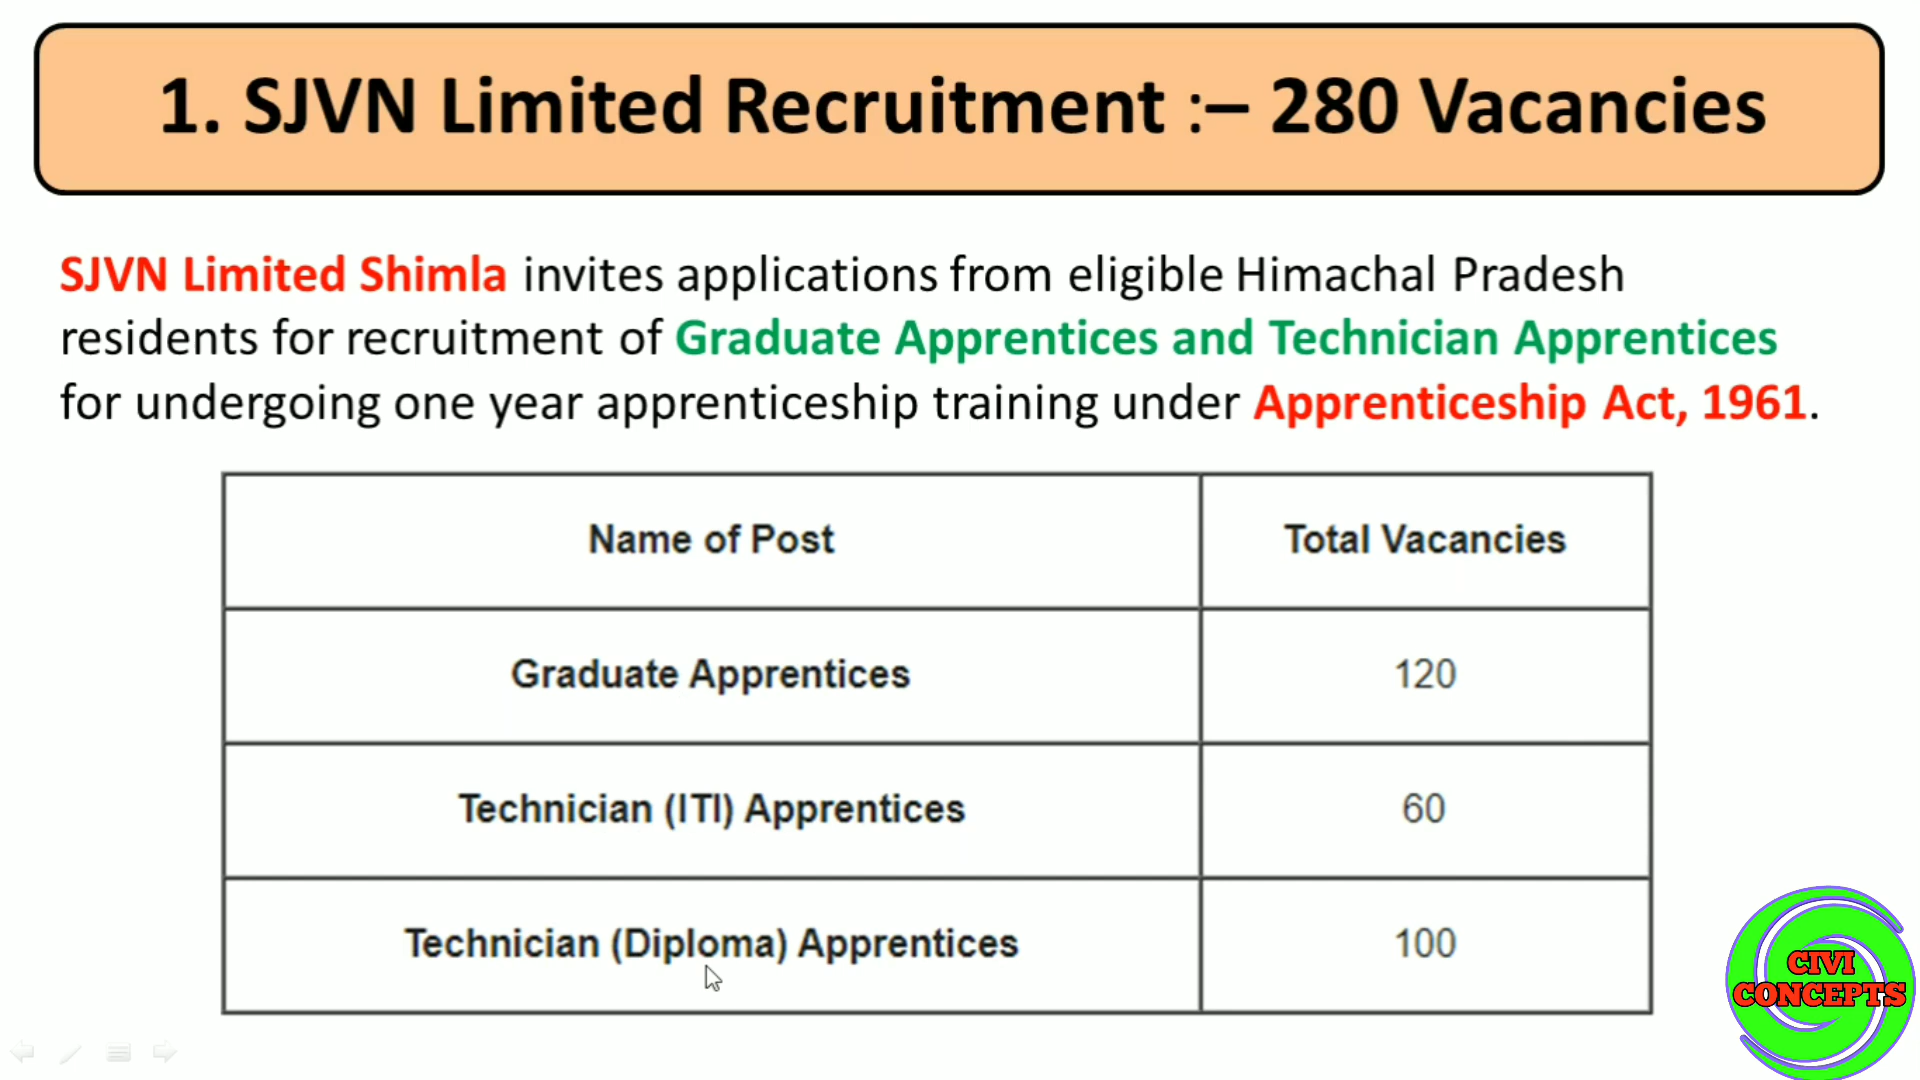 1. SJVN Limited Recruitment :– 280 Vacancies
SJVN Limited Shimla invites applications from eligible Himachal Pradesh
residents for recruitment of Graduate Apprentices and Technician Apprentices
for undergoing one year apprenticeship training under Apprenticeship Act, 1961.
Name of Post Total Vacancies
Graduate Apprentices 120
Technician (ITI) Apprentices 60
Technician (Diploma) Apprentices 100
CIVI
CONCEPTS